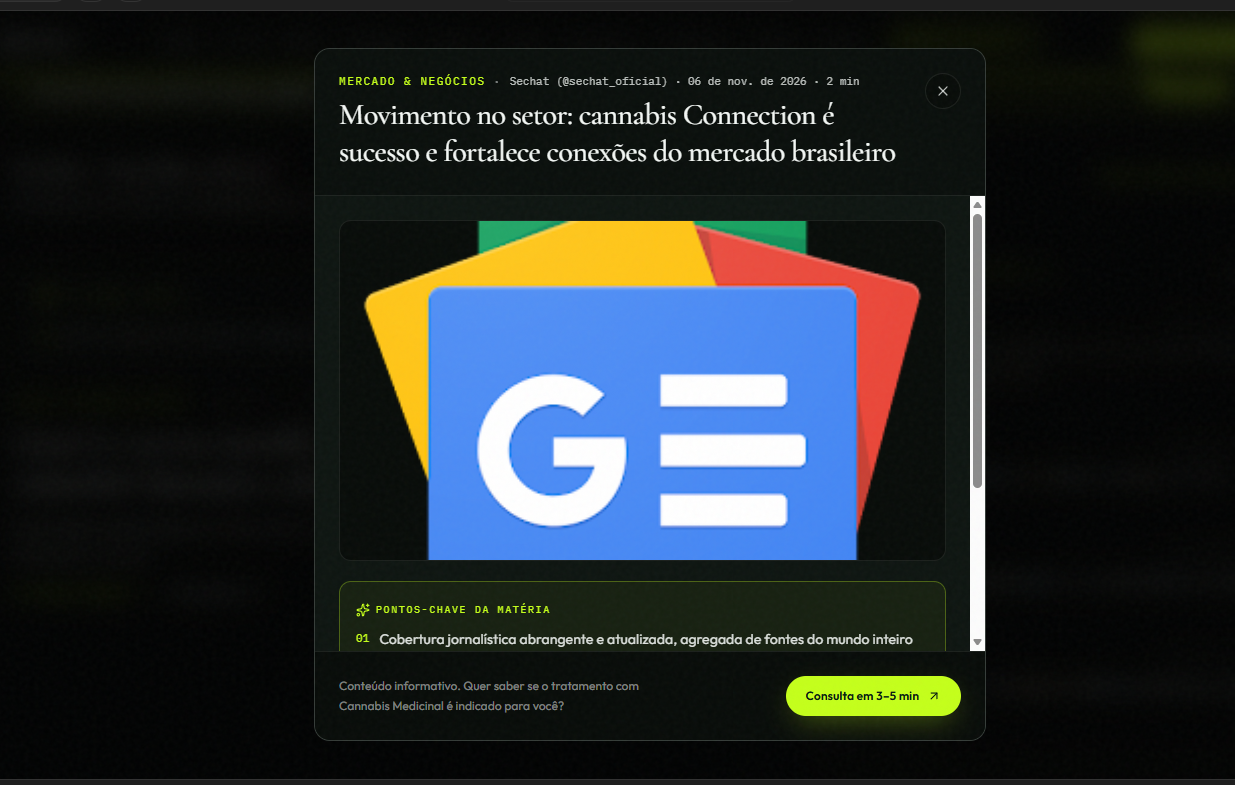 MERCADO & NEGÓCIOS · Sechat (@sechat_oficial) · 06 de nov. de 2026 · 2 min
Movimento no setor: cannabis Connection é
sucesso e fortalece conexões do mercado brasileiro
G
PONTOS-CHAVE DA MATÉRIA
01 Cobertura jornalística abrangente e atualizada, agregada de fontes do mundo inteiro
Conteúdo informativo. Quer saber se o tratamento com
Cannabis Medicinal é indicado para você?
Consulta em 3–5 min